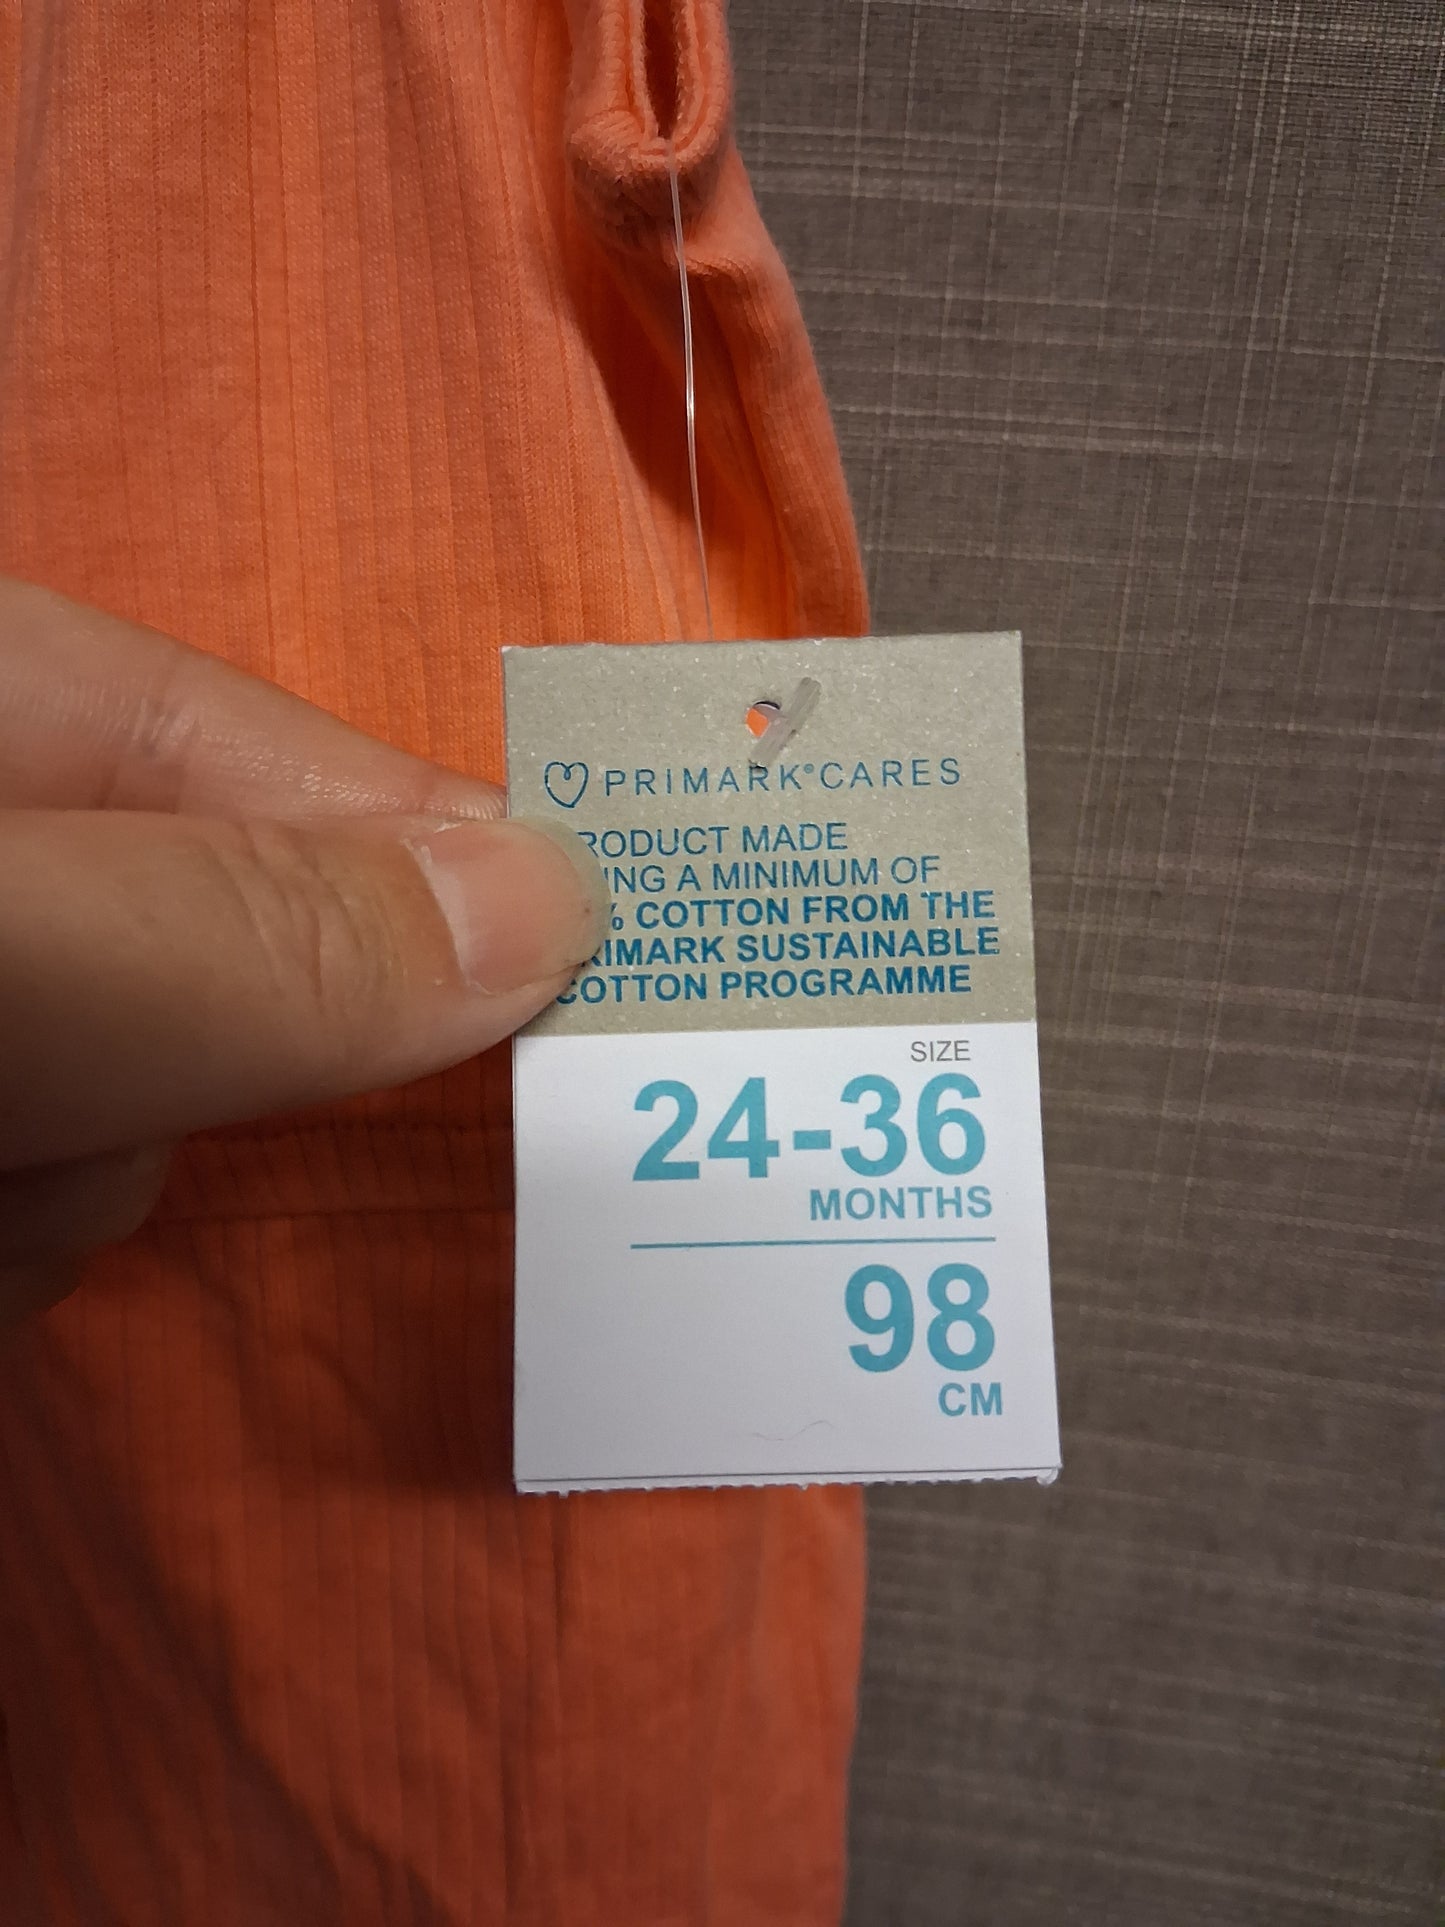 PRIMARK®CARES
RODUCT MADE
ING A MINIMUM OF
% COTTON FROM THE
RIMARK SUSTAINABLE
COTTON PROGRAMME
SIZE
24-36
MONTHS
98
CM